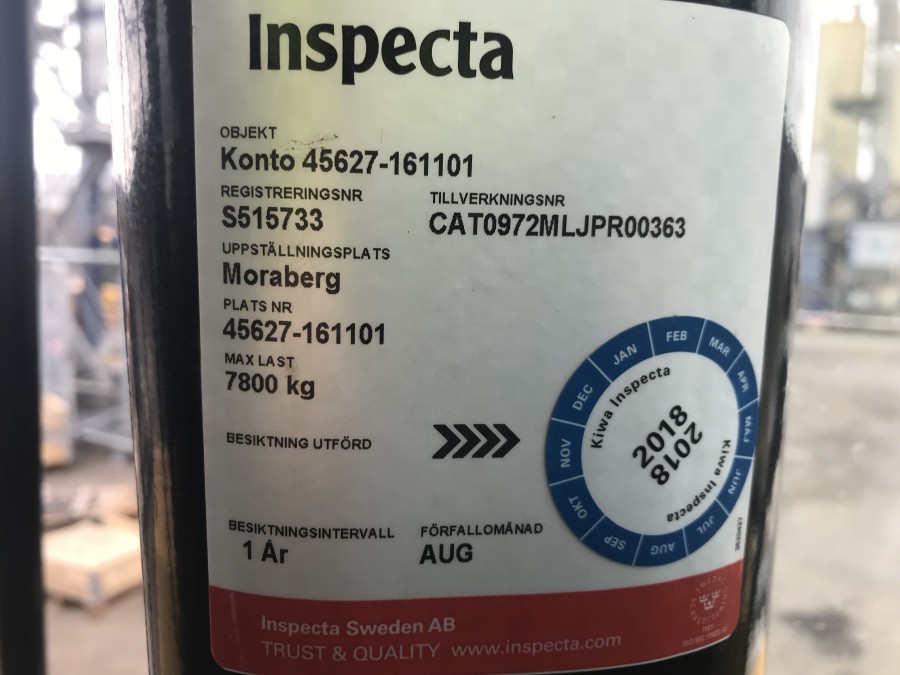 Inspecta
OBJEKT
Konto 45627-161101
REGISTRERINGSNR
TILLVERKNINGSNR
S515733
CAT0972MLJPR00363
UPPSTÄLLNINGSPLATS
Moraberg
PLATS NR
45627-161101
MAX LAST
7800 kg
BESIKTNING UTFÖRD
JAN
FEB
MAR
APR
MAJ
JUN
JUL
AUG
SEP
OKT
NOV
DEC
Kiwa Inspecta
2018
2018
Kiwa Inspecta
BESIKTNINGSINTERVALL
FÖRFALLOMÅNAD
1 År
AUG
Inspecta Sweden AB
TRUST & QUALITY www.inspecta.com